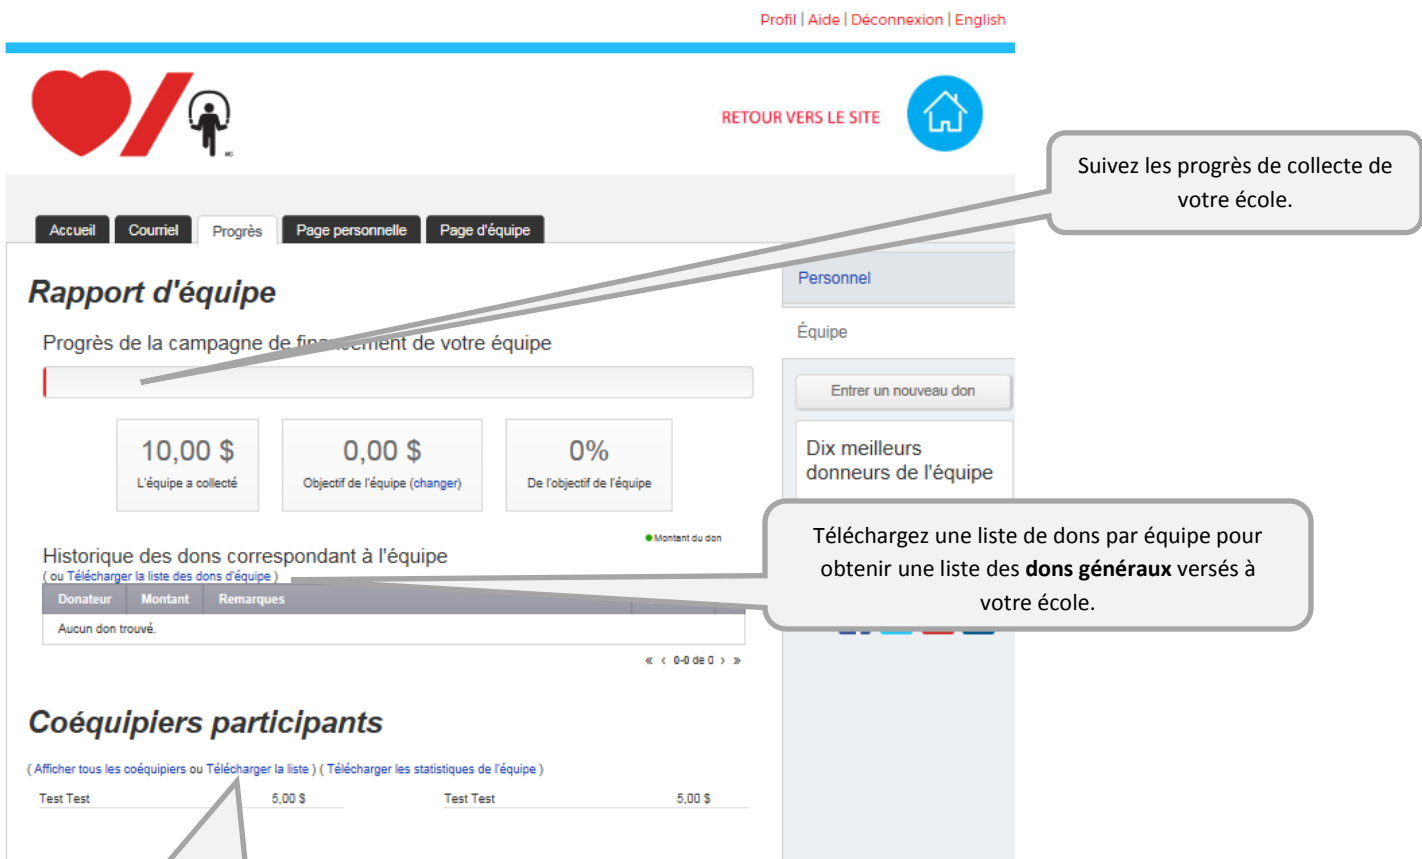 Profil | Aide | Déconnexion | English
MC
RETOUR VERS LE SITE
Suivez les progrès de collecte de
votre école.
Accueil Courriel Progrès Page personnelle Page d'équipe
Rapport d'équipe
Personnel
Progrès de la campagne de financement de votre équipe
Équipe
Entrer un nouveau don
10,00 $ 0,00 $ 0%
L'équipe a collecté Objectif de l'équipe (changer) De l'objectif de l'équipe
Dix meilleurs
donneurs de l'équipe
Montant du don
Historique des dons correspondant à l'équipe
( ou Télécharger la liste des dons d'équipe )
Téléchargez une liste de dons par équipe pour
obtenir une liste des dons généraux versés à
votre école.
Donateur Montant Remarques
Aucun don trouvé.
« ‹ 0-0 de 0 › »
Coéquipiers participants
( Afficher tous les coéquipiers ou Télécharger la liste ) ( Télécharger les statistiques de l'équipe )
Test Test 5,00 $ Test Test 5,00 $